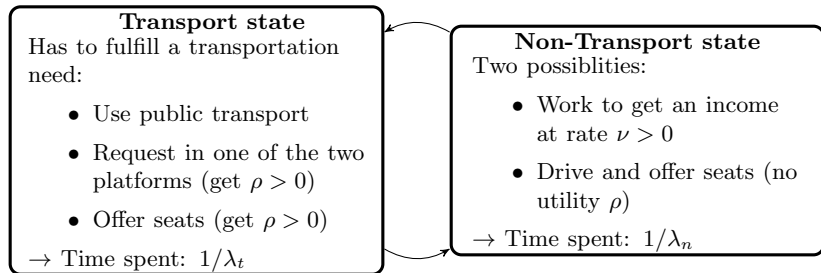 Transport state
Has to fulfill a transportation
need:
• Use public transport
• Request in one of the two
platforms (get ρ > 0)
• Offer seats (get ρ > 0)
→ Time spent: 1/λₜ
Non-Transport state
Two possiblities:
• Work to get an income
at rate ν > 0
• Drive and offer seats (no
utility ρ)
→ Time spent: 1/λₙ